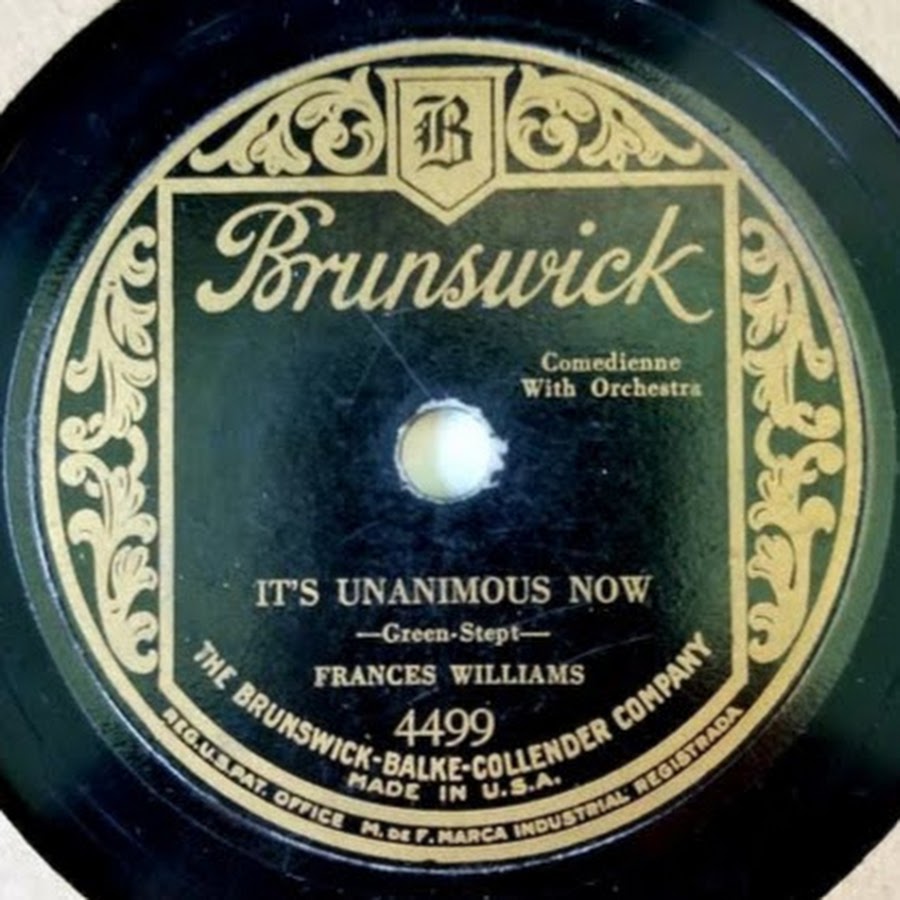 B
Brunswick
Comedienne
With Orchestra
IT'S UNANIMOUS NOW
—Green-Stept—
FRANCES WILLIAMS
4499
THE BRUNSWICK-BALKE-COLLENDER COMPANY
MADE IN U.S.A.
REG.U.S.PAT. OFFICE M. DE F. MARCA INDUSTRIAL REGISTRADA